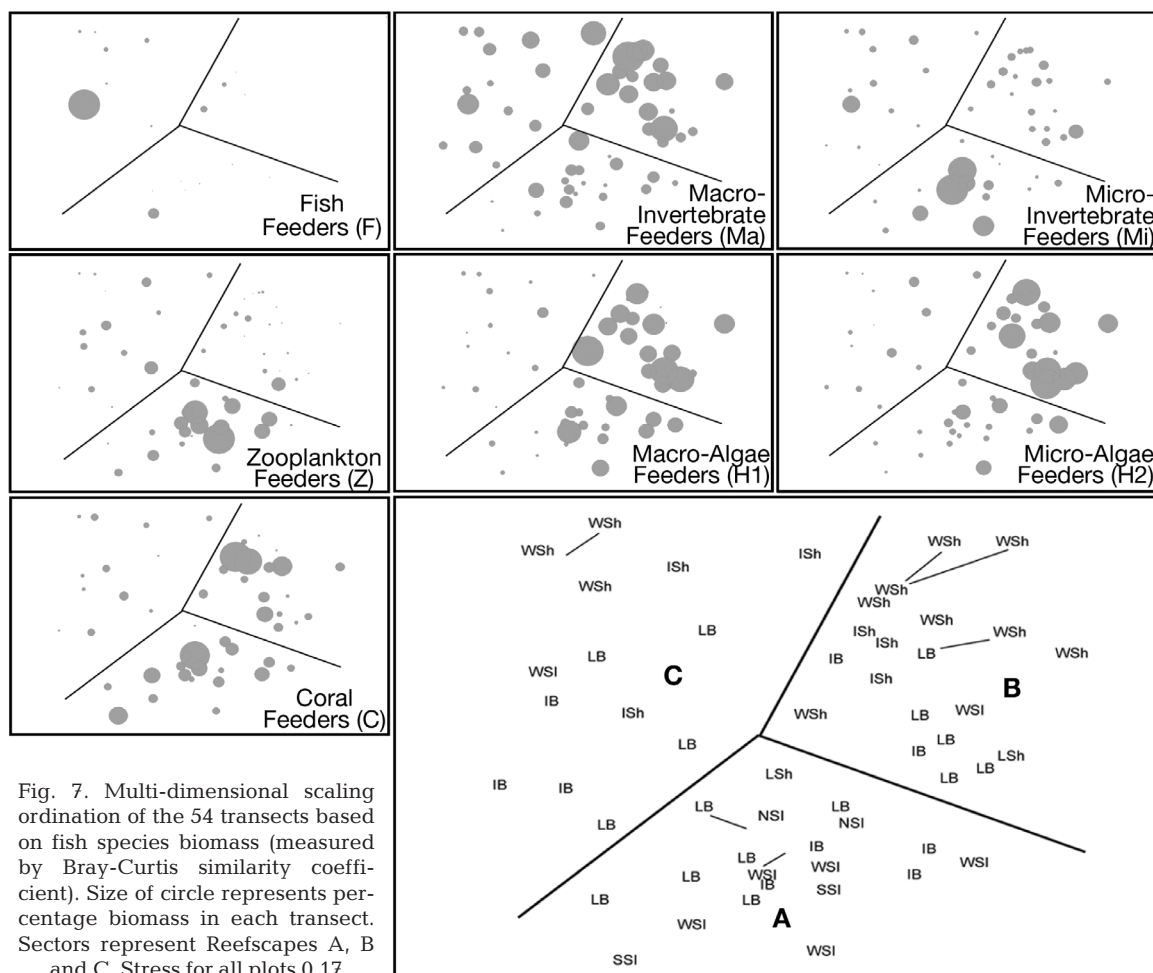 Fish
Feeders (F)
Macro-
Invertebrate
Feeders (Ma)
Micro-
Invertebrate
Feeders (Mi)
Zooplankton
Feeders (Z)
Macro-Algae
Feeders (H1)
Micro-Algae
Feeders (H2)
Coral
Feeders (C)
WSh
WSh
ISh
ISh
WSh
WSh
WSh
WSh
WSh
WSh
LB
ISh
ISh
WSh
LB
WSh
LB
IB
WSI
C
ISh
B
IB
ISh
WSh
LB
WSI
LB
LB
IB
LSh
LSh
LB
LB
IB
IB
LB
LB
NSI
LB
NSI
LB
IB
IB
WSI
WSI
WSI
LB
IB
SSI
IB
LB
LB
A
WSI
WSI
SSI
Fig. 7. Multi-dimensional scaling
ordination of the 54 transects based
on fish species biomass (measured
by Bray-Curtis similarity coeffi-
cient). Size of circle represents per-
centage biomass in each transect.
Sectors represent Reefscapes A, B
and C. Stress for all plots 0.17